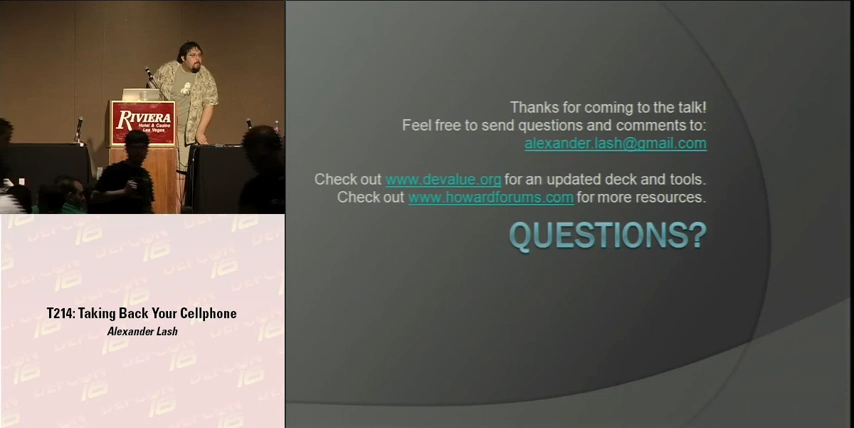 RIVIERA
Hotel & Casino
Las Vegas
T214: Taking Back Your Cellphone
Alexander Lash
Thanks for coming to the talk!
Feel free to send questions and comments to:
alexander.lash@gmail.com
Check out www.devalue.org for an updated deck and tools.
Check out www.howardforums.com for more resources.
QUESTIONS?